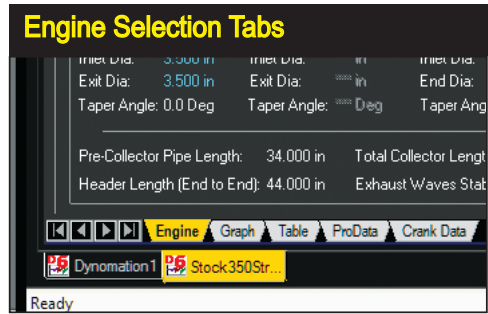 Engine Selection Tabs
Inlet Dia: 3.500 in Inlet Dia: in Inlet Dia:
Exit Dia: 3.500 in Exit Dia: **** in End Dia:
Taper Angle: 0.0 Deg Taper Angle: **** Deg Taper Ang
Pre-Collector Pipe Length: 34.000 in Total Collector Lengt
Header Length (End to End): 44.000 in Exhaust Waves Stab
Engine Graph Table ProData Crank Data
D6 Dynomation1 D6 Stock350Str...
Ready